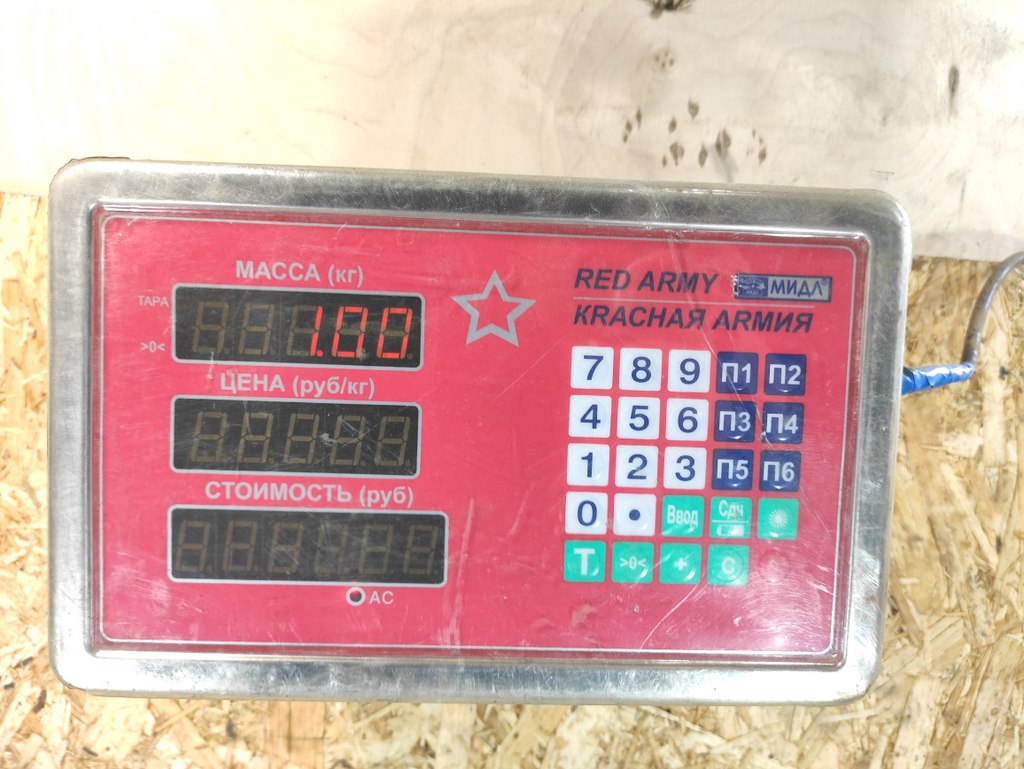 МАССА (кг)
ТАРА
1.00
>0<
ЦЕНА (руб/кг)
СТОИМОСТЬ (руб)
АС
RED ARMY МИДЛ
КRАСНАЯ АRМИЯ
7 8 9 П1 П2
4 5 6 П3 П4
1 2 3 П5 П6
0 • Ввод Сдч
Т >0< + С